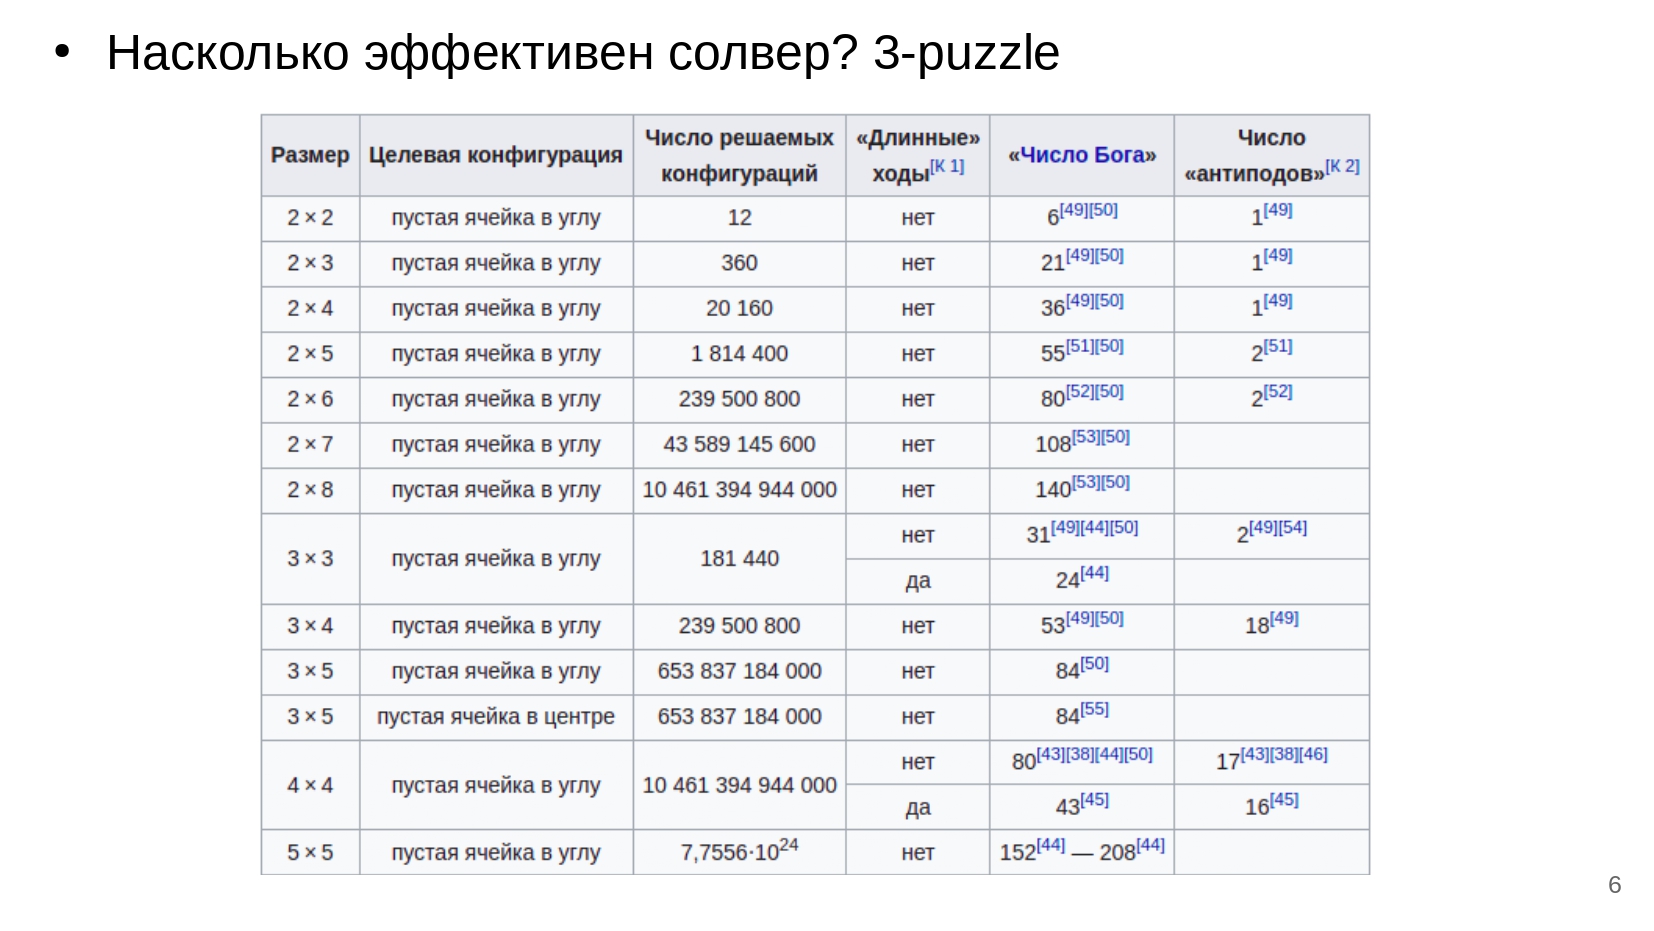 • Насколько эффективен солвер? 3-puzzle
Размер Целевая конфигурация Число решаемых конфигураций «Длинные» ходы[К 1] «Число Бога» Число «антиподов»[К 2]
2 × 2 пустая ячейка в углу 12 нет 6[49][50] 1[49]
2 × 3 пустая ячейка в углу 360 нет 21[49][50] 1[49]
2 × 4 пустая ячейка в углу 20 160 нет 36[49][50] 1[49]
2 × 5 пустая ячейка в углу 1 814 400 нет 55[51][50] 2[51]
2 × 6 пустая ячейка в углу 239 500 800 нет 80[52][50] 2[52]
2 × 7 пустая ячейка в углу 43 589 145 600 нет 108[53][50]
2 × 8 пустая ячейка в углу 10 461 394 944 000 нет 140[53][50]
3 × 3 пустая ячейка в углу 181 440 нет 31[49][44][50] 2[49][54]
да 24[44]
3 × 4 пустая ячейка в углу 239 500 800 нет 53[49][50] 18[49]
3 × 5 пустая ячейка в углу 653 837 184 000 нет 84[50]
3 × 5 пустая ячейка в центре 653 837 184 000 нет 84[55]
4 × 4 пустая ячейка в углу 10 461 394 944 000 нет 80[43][38][44][50] 17[43][38][46]
да 43[45] 16[45]
5 × 5 пустая ячейка в углу 7,7556·10^24 нет 152[44] — 208[44]
6